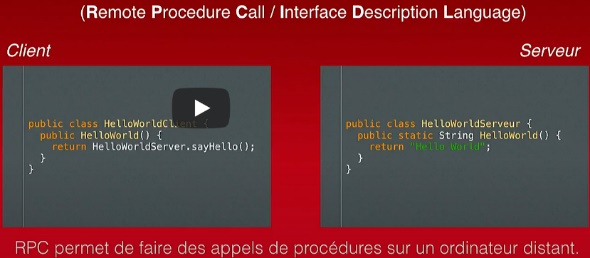 (Remote Procedure Call / Interface Description Language)
Client
Serveur
public class HelloWorldClient {
public HelloWorld() {
return HelloWorldServer.sayHello();
}
}
public class HelloWorldServeur {
public static String HelloWorld() {
return "Hello World";
}
}
RPC permet de faire des appels de procédures sur un ordinateur distant.